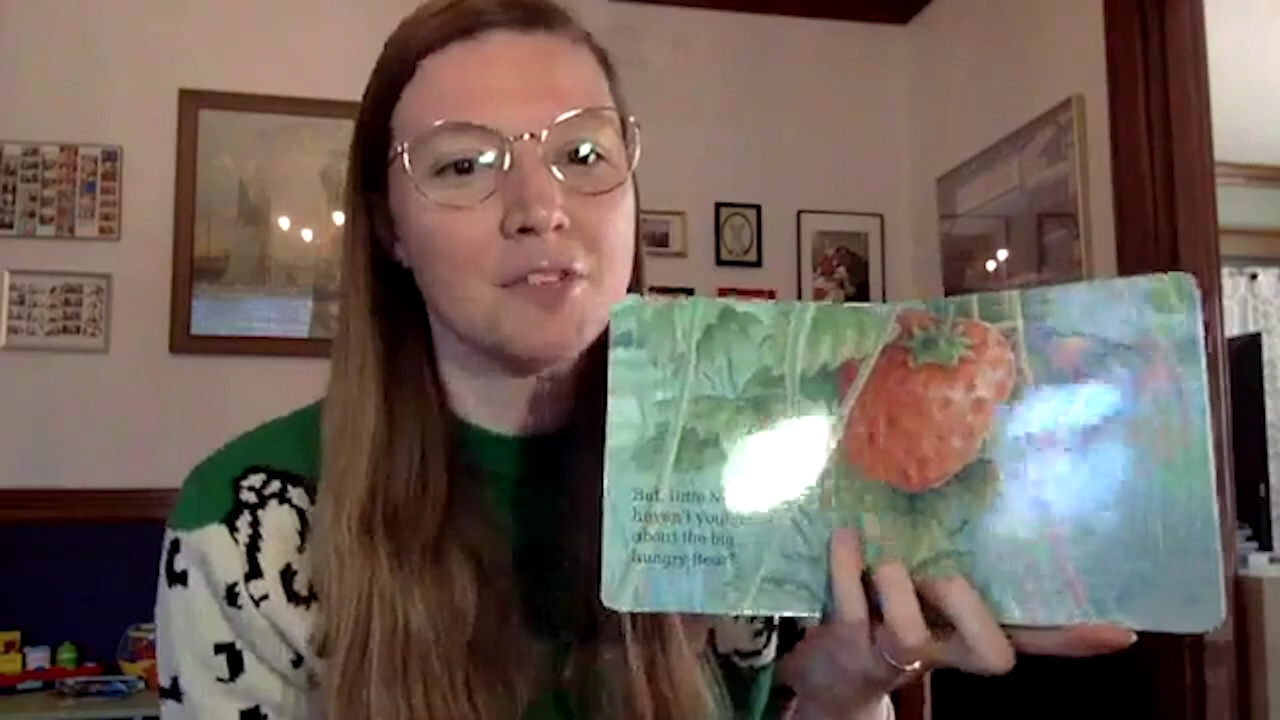 But, little
haven't you
about the big,
hungry Bear?